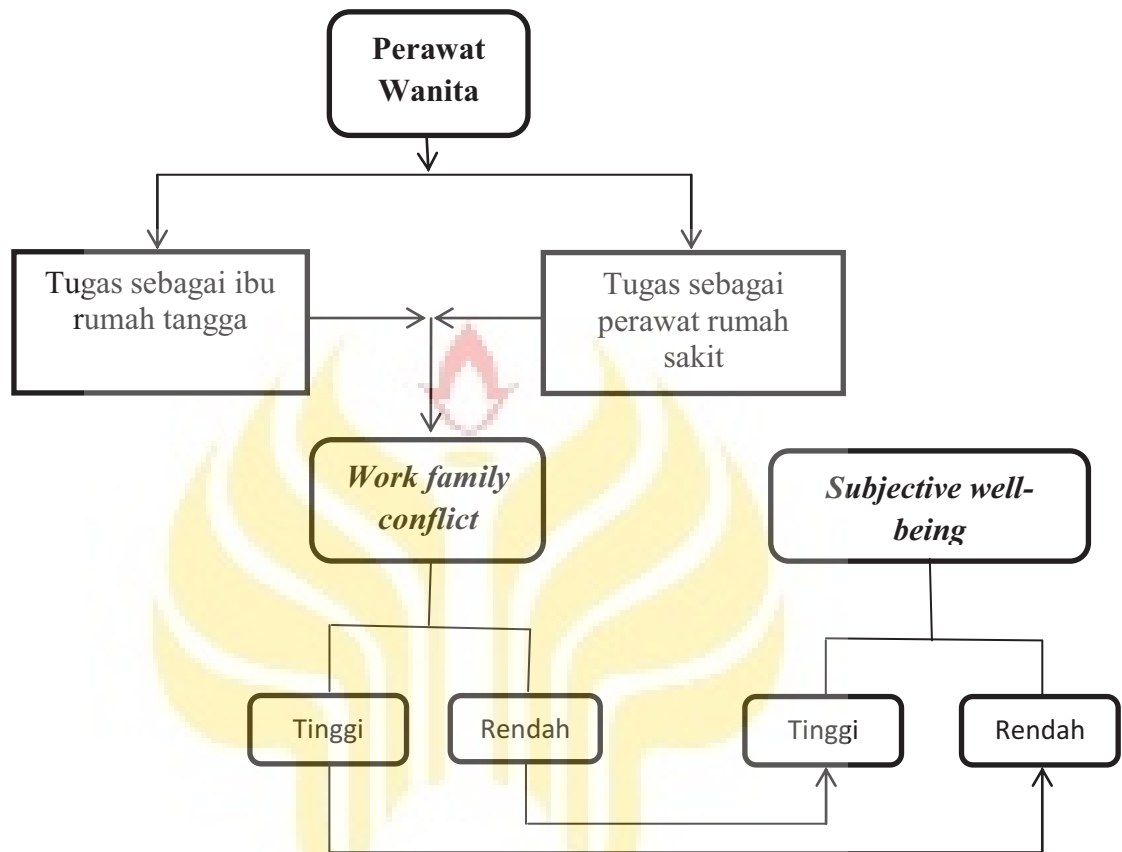 Perawat
Wanita
Tugas sebagai ibu
rumah tangga
Tugas sebagai
perawat rumah
sakit
Work family
conflict
Subjective well-
being
Tinggi
Rendah
Tinggi
Rendah